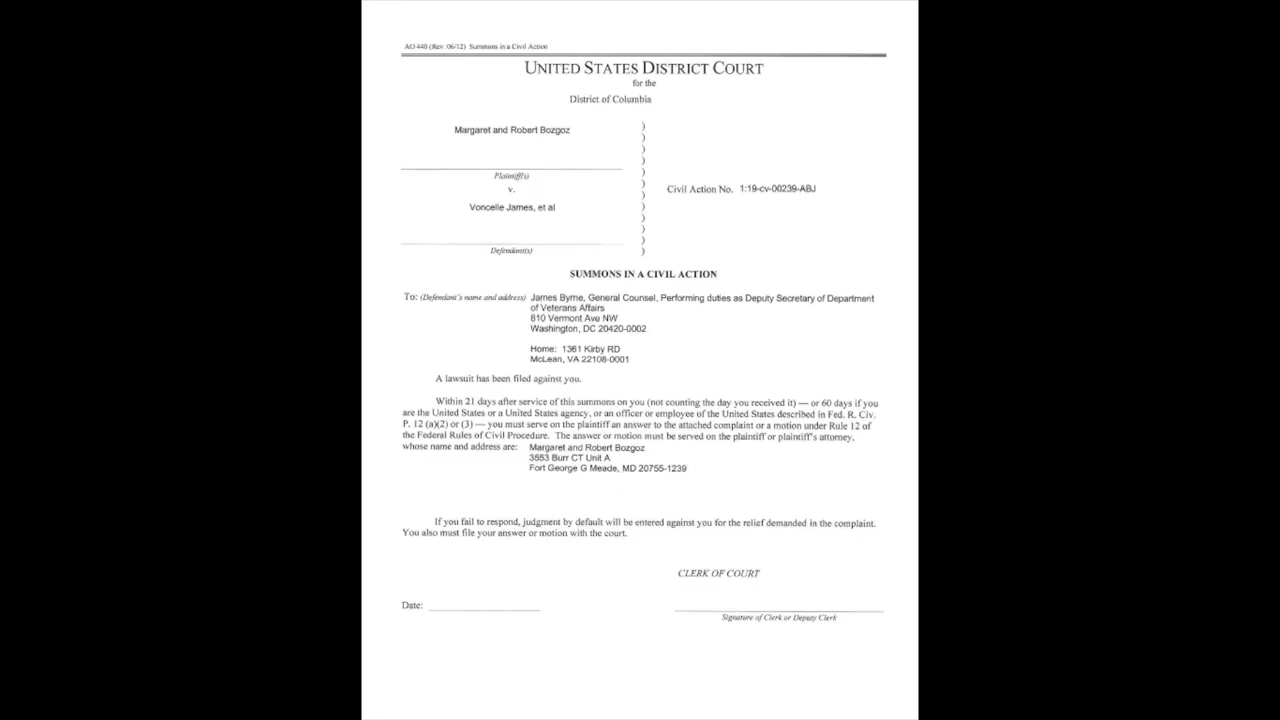 AO 440 (Rev. 06/12) Summons in a Civil Action
UNITED STATES DISTRICT COURT
for the
District of Columbia
Margaret and Robert Bozgoz
Plaintiff(s)
v.
Voncelle James, et al
Defendant(s)
)
)
)
)
)
)
)
)
)
)
)
)
Civil Action No. 1:19-cv-00239-ABJ
SUMMONS IN A CIVIL ACTION
To: (Defendant's name and address) James Byrne, General Counsel, Performing duties as Deputy Secretary of Department
of Veterans Affairs
810 Vermont Ave NW
Washington, DC 20420-0002
Home: 1361 Kirby RD
McLean, VA 22108-0001
A lawsuit has been filed against you.
Within 21 days after service of this summons on you (not counting the day you received it) — or 60 days if you
are the United States or a United States agency, or an officer or employee of the United States described in Fed. R. Civ.
P. 12 (a)(2) or (3) — you must serve on the plaintiff an answer to the attached complaint or a motion under Rule 12 of
the Federal Rules of Civil Procedure. The answer or motion must be served on the plaintiff or plaintiff's attorney,
whose name and address are: Margaret and Robert Bozgoz
3553 Burr CT Unit A
Fort George G Meade, MD 20755-1239
If you fail to respond, judgment by default will be entered against you for the relief demanded in the complaint.
You also must file your answer or motion with the court.
CLERK OF COURT
Date:
Signature of Clerk or Deputy Clerk